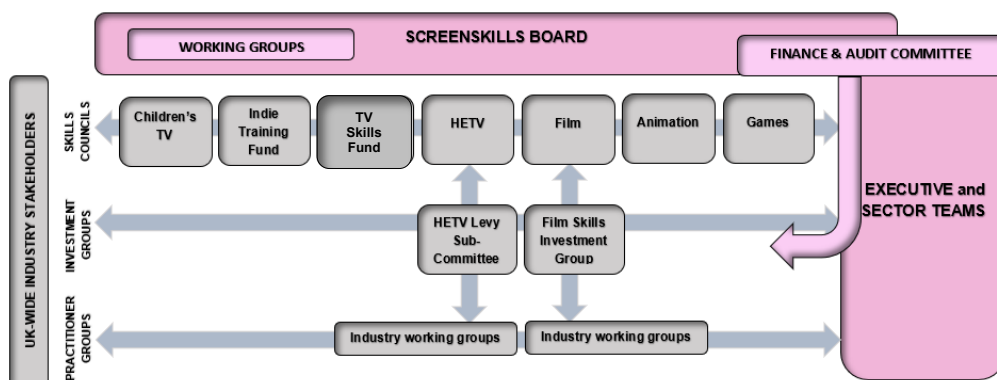 SCREENSKILLS BOARD
WORKING GROUPS
FINANCE & AUDIT COMMITTEE
UK-WIDE INDUSTRY STAKEHOLDERS
SKILLS
COUNCILS
Children's
TV
Indie
Training
Fund
TV
Skills
Fund
HETV
Film
Animation
Games
EXECUTIVE and
SECTOR TEAMS
INVESTMENT
GROUPS
HETV Levy
Sub-
Committee
Film Skills
Investment
Group
PRACTITIONER
GROUPS
Industry working groups
Industry working groups